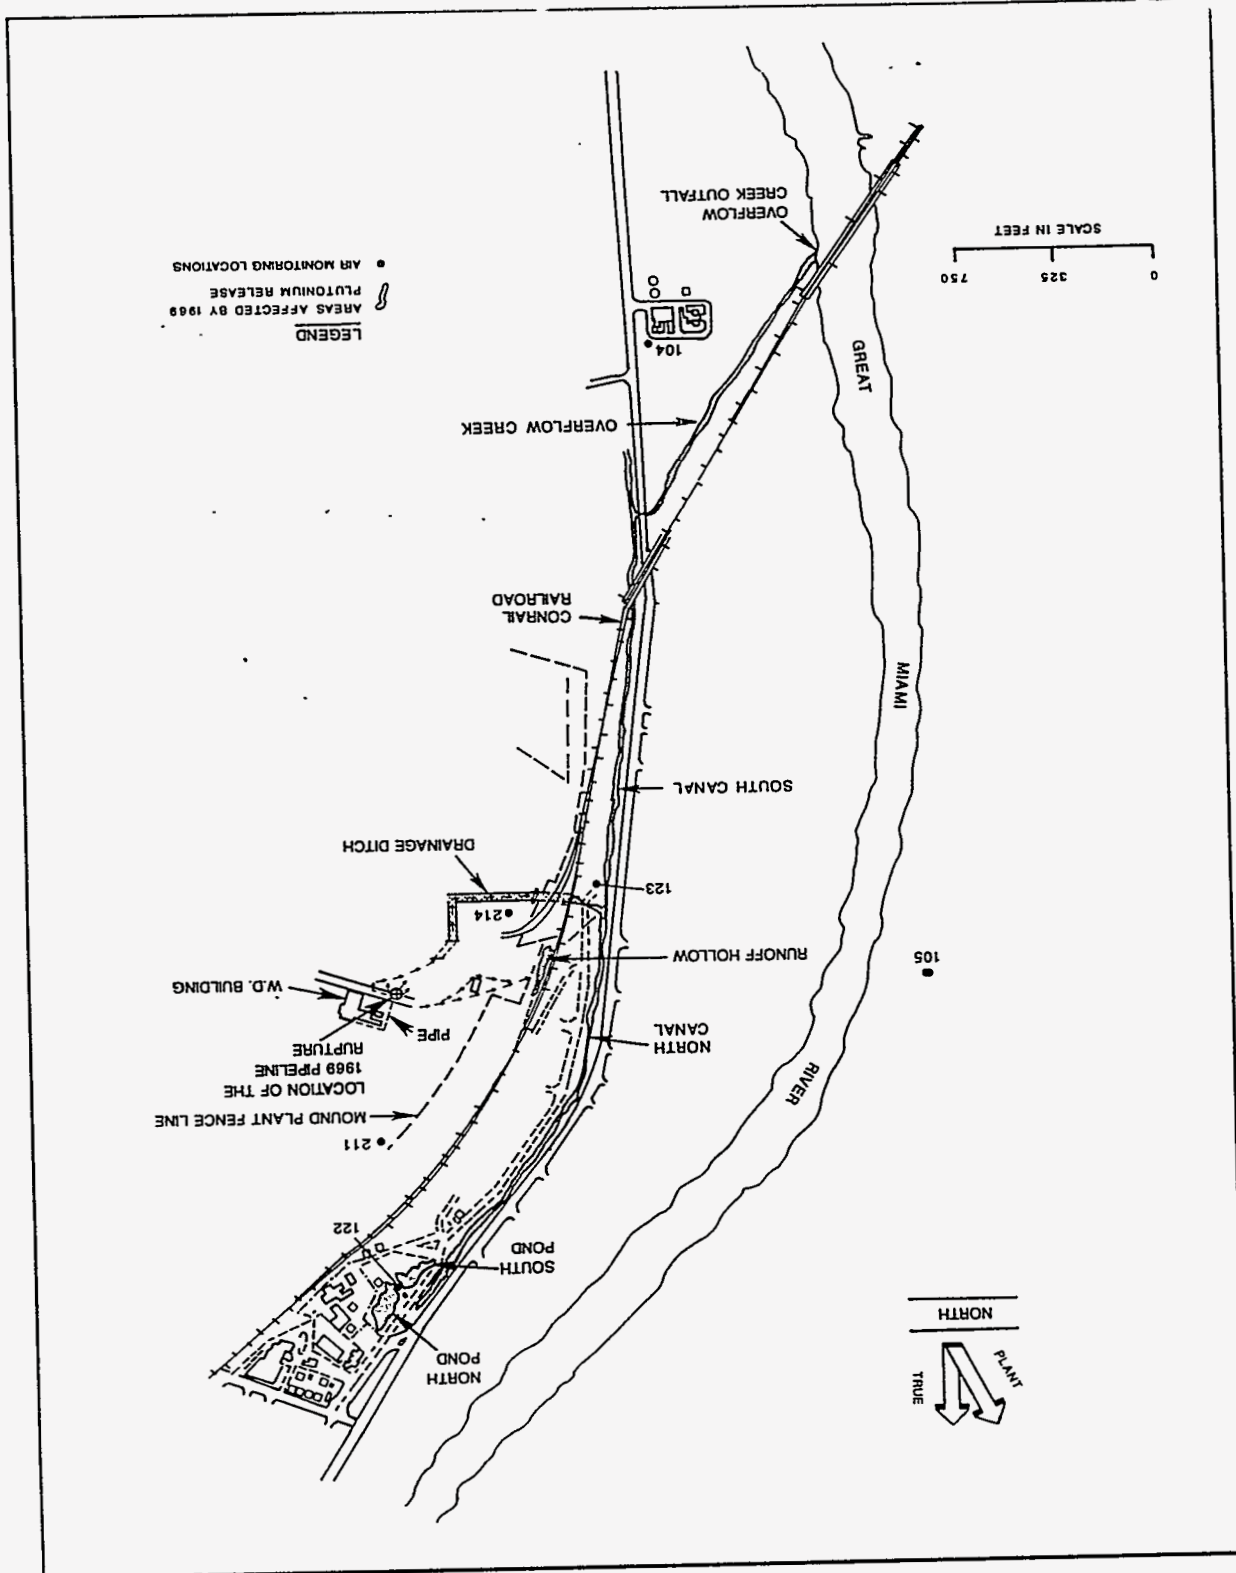 TRUE
PLANT
NORTH
NORTH
POND
SOUTH
POND
122
211
MOUND PLANT FENCE LINE
LOCATION OF THE
1969 PIPELINE
RUPTURE
PIPE
W.D. BUILDING
NORTH
CANAL
RUNOFF HOLLOW
105
RIVER
214
123
DRAINAGE DITCH
SOUTH CANAL
MIAMI
CONRAIL
RAILROAD
OVERFLOW CREEK
GREAT
104
LEGEND
AREAS AFFECTED BY 1969
PLUTONIUM RELEASE
AIR MONITORING LOCATIONS
0 325 750
SCALE IN FEET
OVERFLOW
CREEK OUTFALL